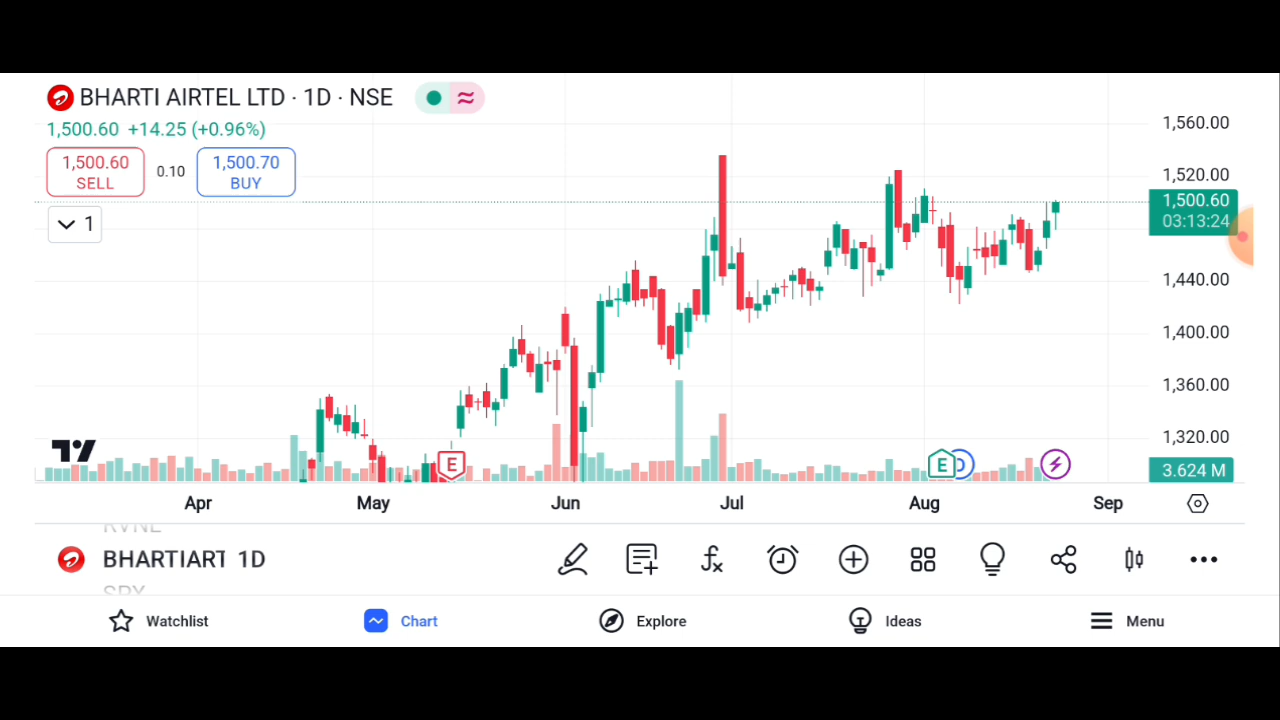 BHARTI AIRTEL LTD · 1D · NSE
1,500.60 +14.25 (+0.96%)
1,500.60 SELL
0.10
1,500.70 BUY
1
1,560.00
1,520.00
1,500.60
03:13:24
1,440.00
1,400.00
1,360.00
1,320.00
3.624 M
E
E
D
Apr May Jun Jul Aug Sep
BHARTIART 1D
Watchlist
Chart
Explore
Ideas
Menu